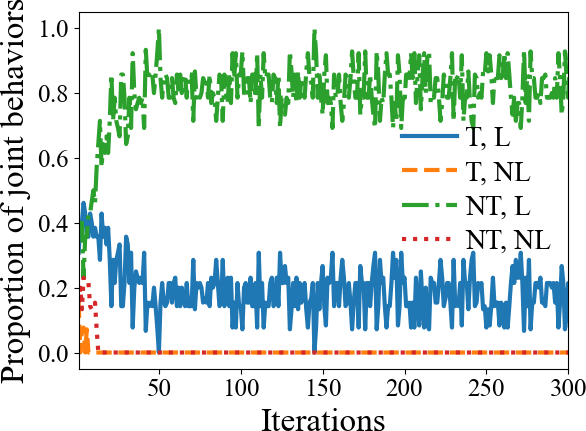 Proportion of joint behaviors
1.0
0.8
0.6
0.4
0.2
0.0
T, L
T, NL
NT, L
NT, NL
50 100 150 200 250 300
Iterations